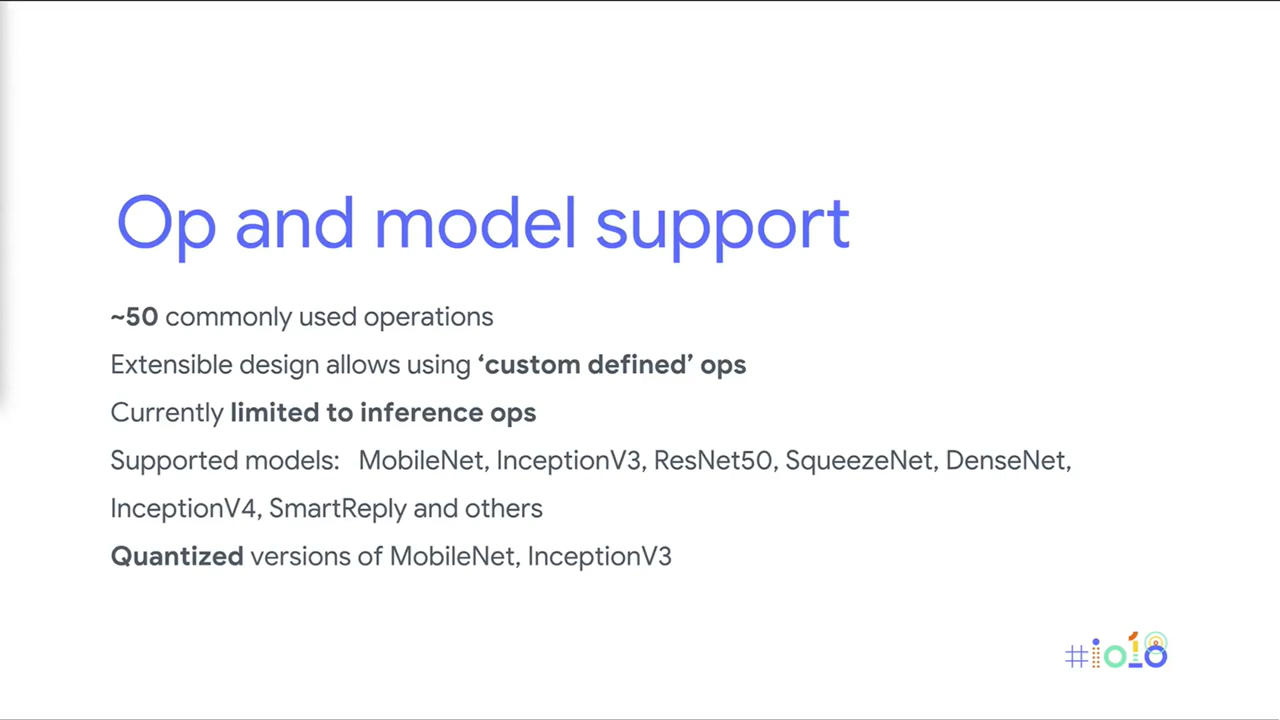 Op and model support
~50 commonly used operations
Extensible design allows using ‘custom defined’ ops
Currently limited to inference ops
Supported models: MobileNet, InceptionV3, ResNet50, SqueezeNet, DenseNet,
InceptionV4, SmartReply and others
Quantized versions of MobileNet, InceptionV3
#io18